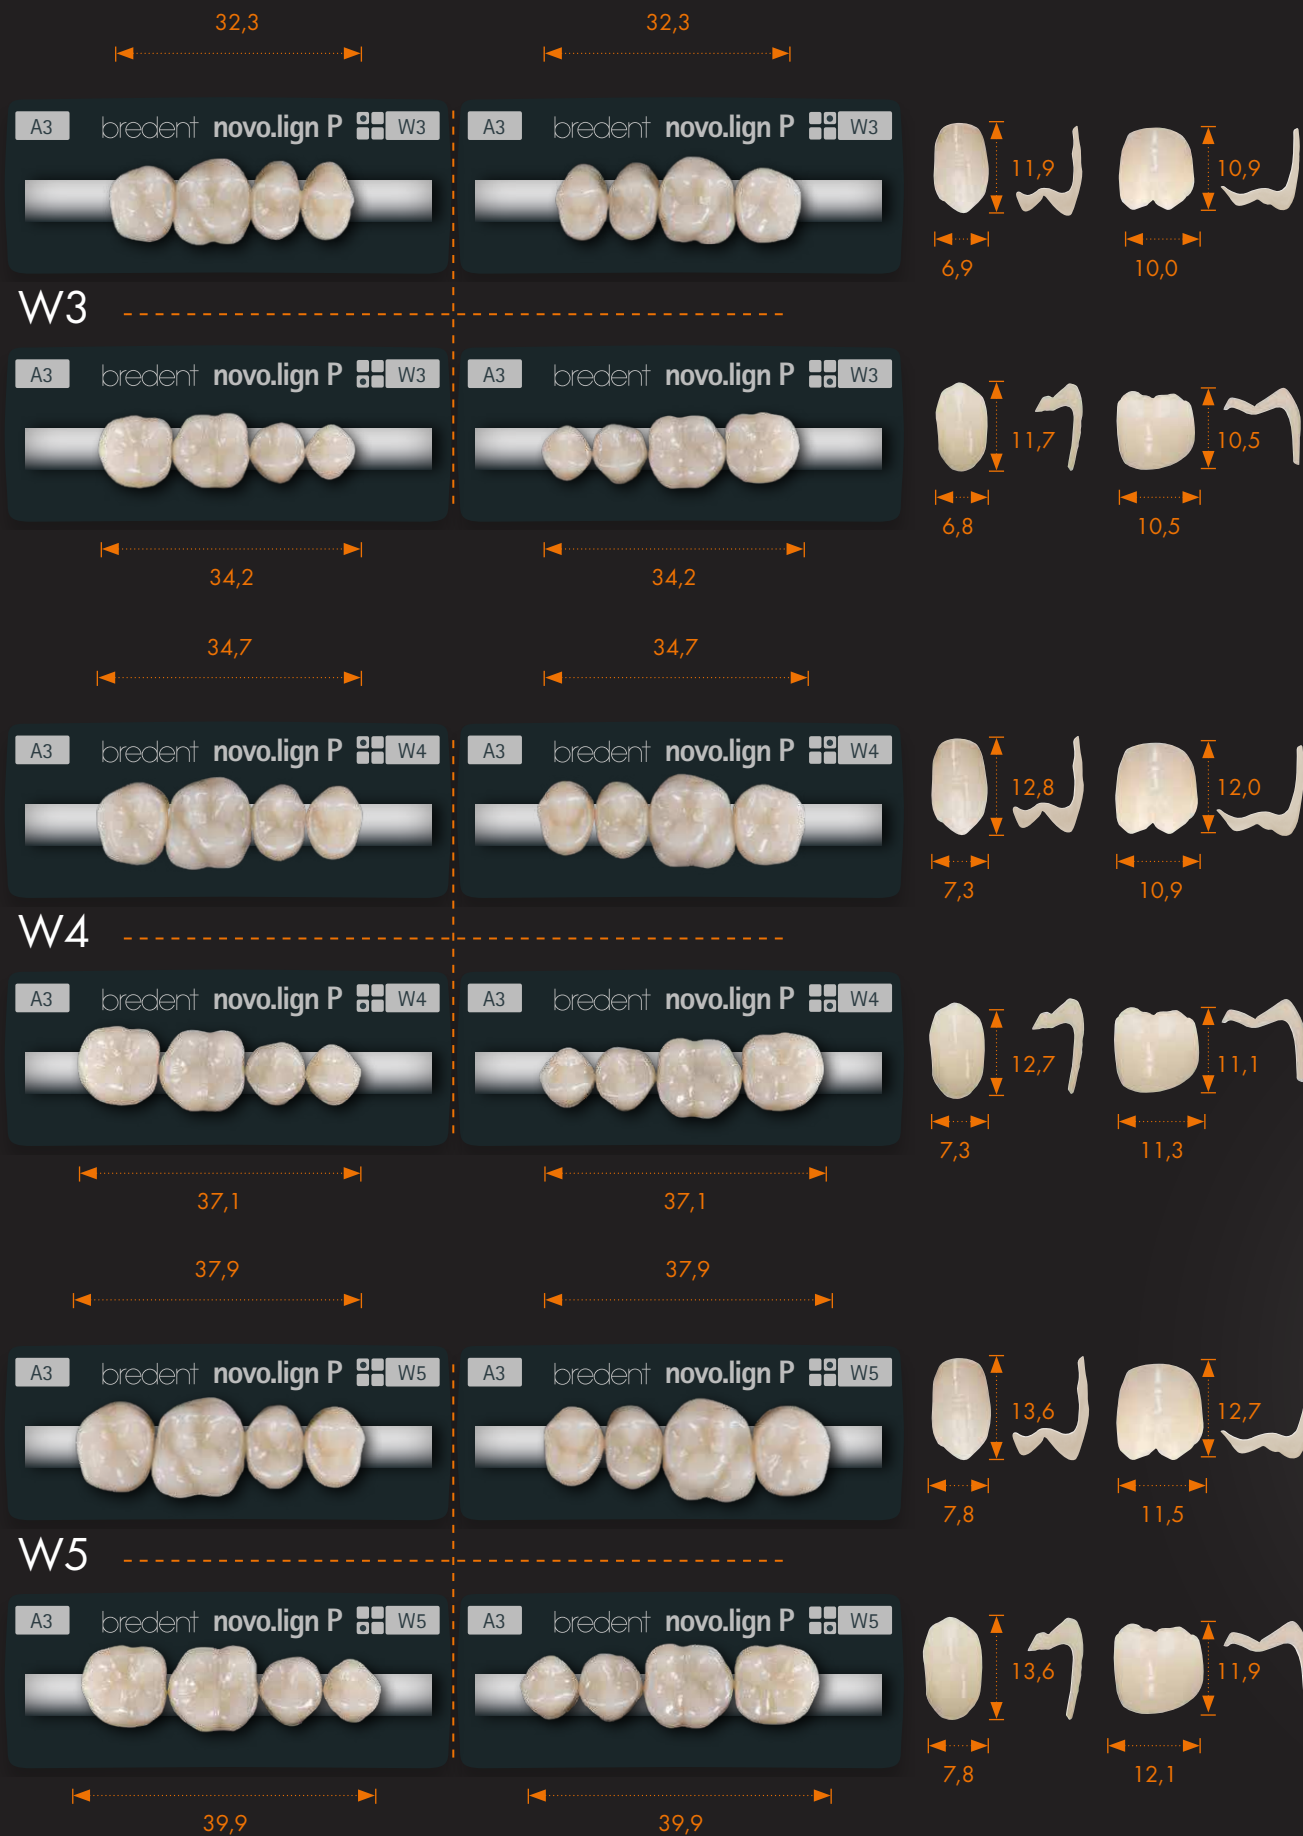 32,3 32,3
A3 bredent novo.lign P W3 A3 bredent novo.lign P W3
11,9 10,9
6,9 10,0
W3
A3 bredent novo.lign P W3 A3 bredent novo.lign P W3
11,7 10,5
6,8 10,5
34,2 34,2
34,7 34,7
A3 bredent novo.lign P W4 A3 bredent novo.lign P W4
12,8 12,0
7,3 10,9
W4
A3 bredent novo.lign P W4 A3 bredent novo.lign P W4
12,7 11,1
7,3 11,3
37,1 37,1
37,9 37,9
A3 bredent novo.lign P W5 A3 bredent novo.lign P W5
13,6 12,7
7,8 11,5
W5
A3 bredent novo.lign P W5 A3 bredent novo.lign P W5
13,6 11,9
7,8 12,1
39,9 39,9